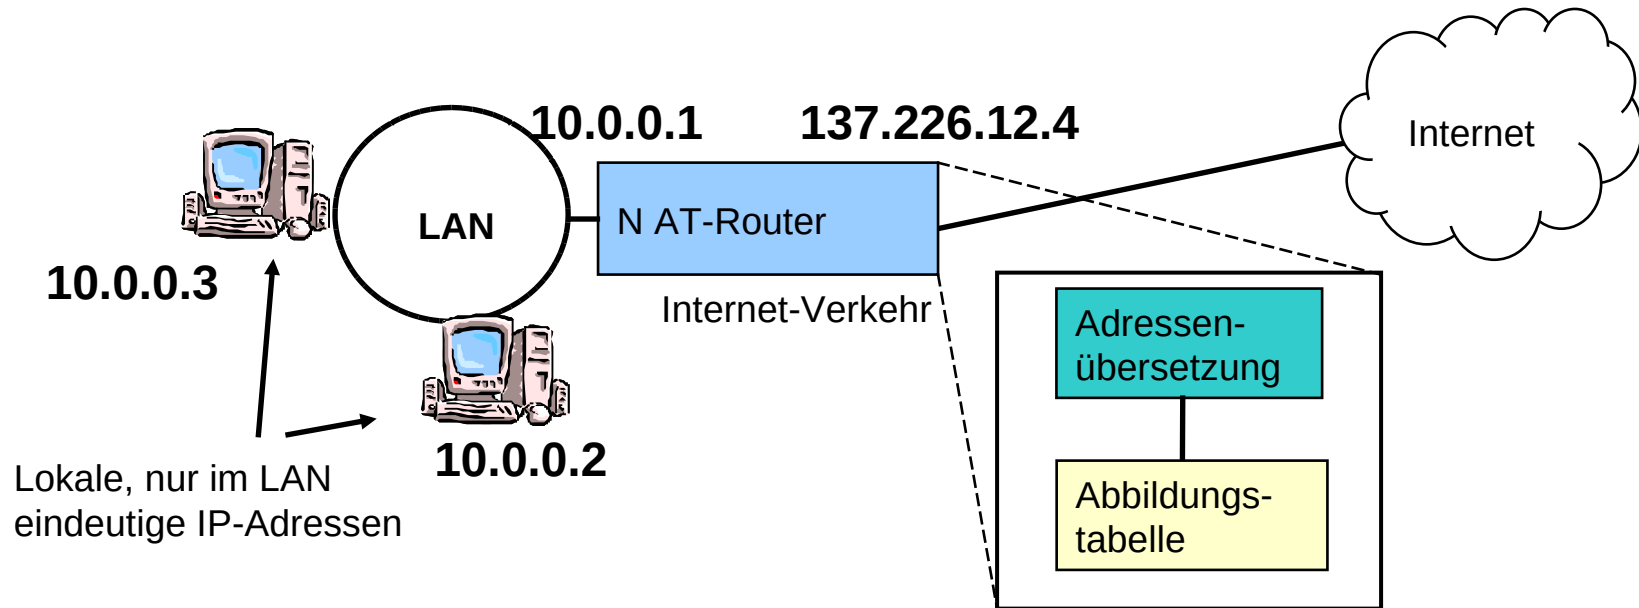 10.0.0.1
137.226.12.4
Internet
LAN
N AT-Router
10.0.0.3
Internet-Verkehr
Adressen-
übersetzung
10.0.0.2
Lokale, nur im LAN
eindeutige IP-Adressen
Abbildungs-
tabelle